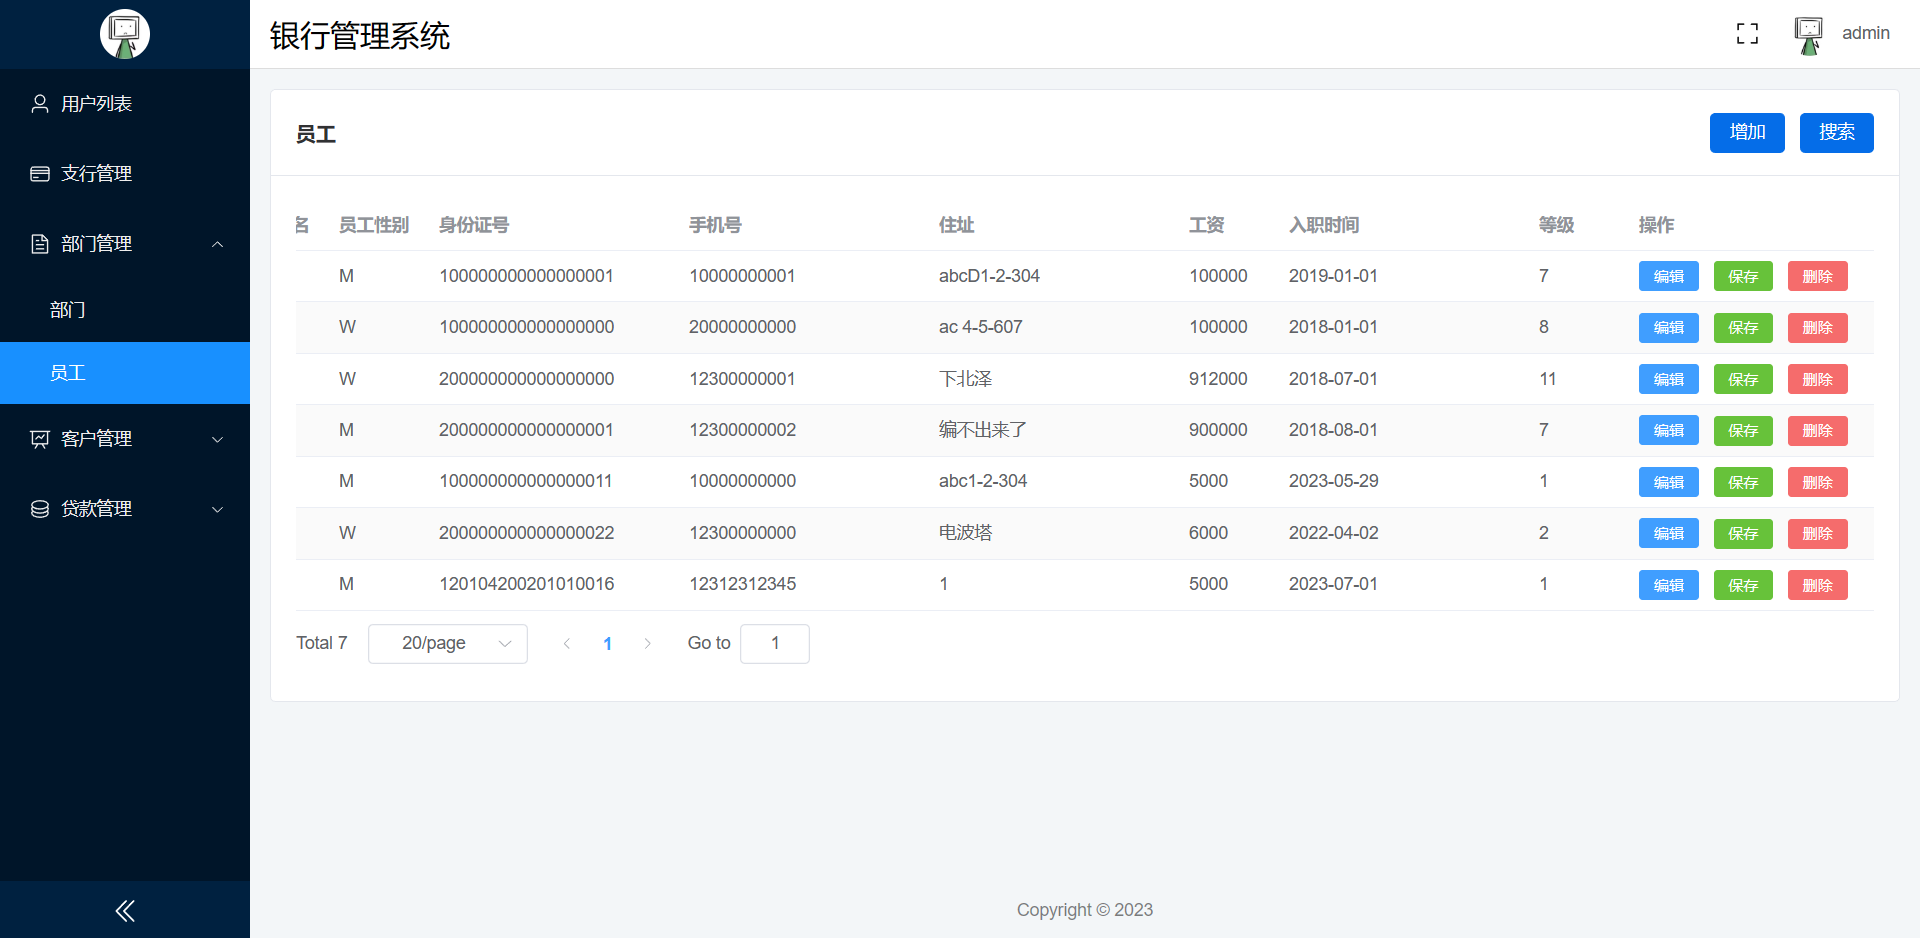 银行管理系统
admin
用户列表
支行管理
部门管理
部门
员工
客户管理
贷款管理
员工
增加 搜索
名 员工性别 身份证号 手机号 住址 工资 入职时间 等级 操作
M 100000000000000001 10000000001 abcD1-2-304 100000 2019-01-01 7 编辑 保存 删除
W 100000000000000000 20000000000 ac 4-5-607 100000 2018-01-01 8 编辑 保存 删除
W 200000000000000000 12300000001 下北泽 912000 2018-07-01 11 编辑 保存 删除
M 200000000000000001 12300000002 编不出来了 900000 2018-08-01 7 编辑 保存 删除
M 100000000000000011 10000000000 abc1-2-304 5000 2023-05-29 1 编辑 保存 删除
W 200000000000000022 12300000000 电波塔 6000 2022-04-02 2 编辑 保存 删除
M 120104200201010016 12312312345 1 5000 2023-07-01 1 编辑 保存 删除
Total 7 20/page 1 Go to 1
Copyright © 2023